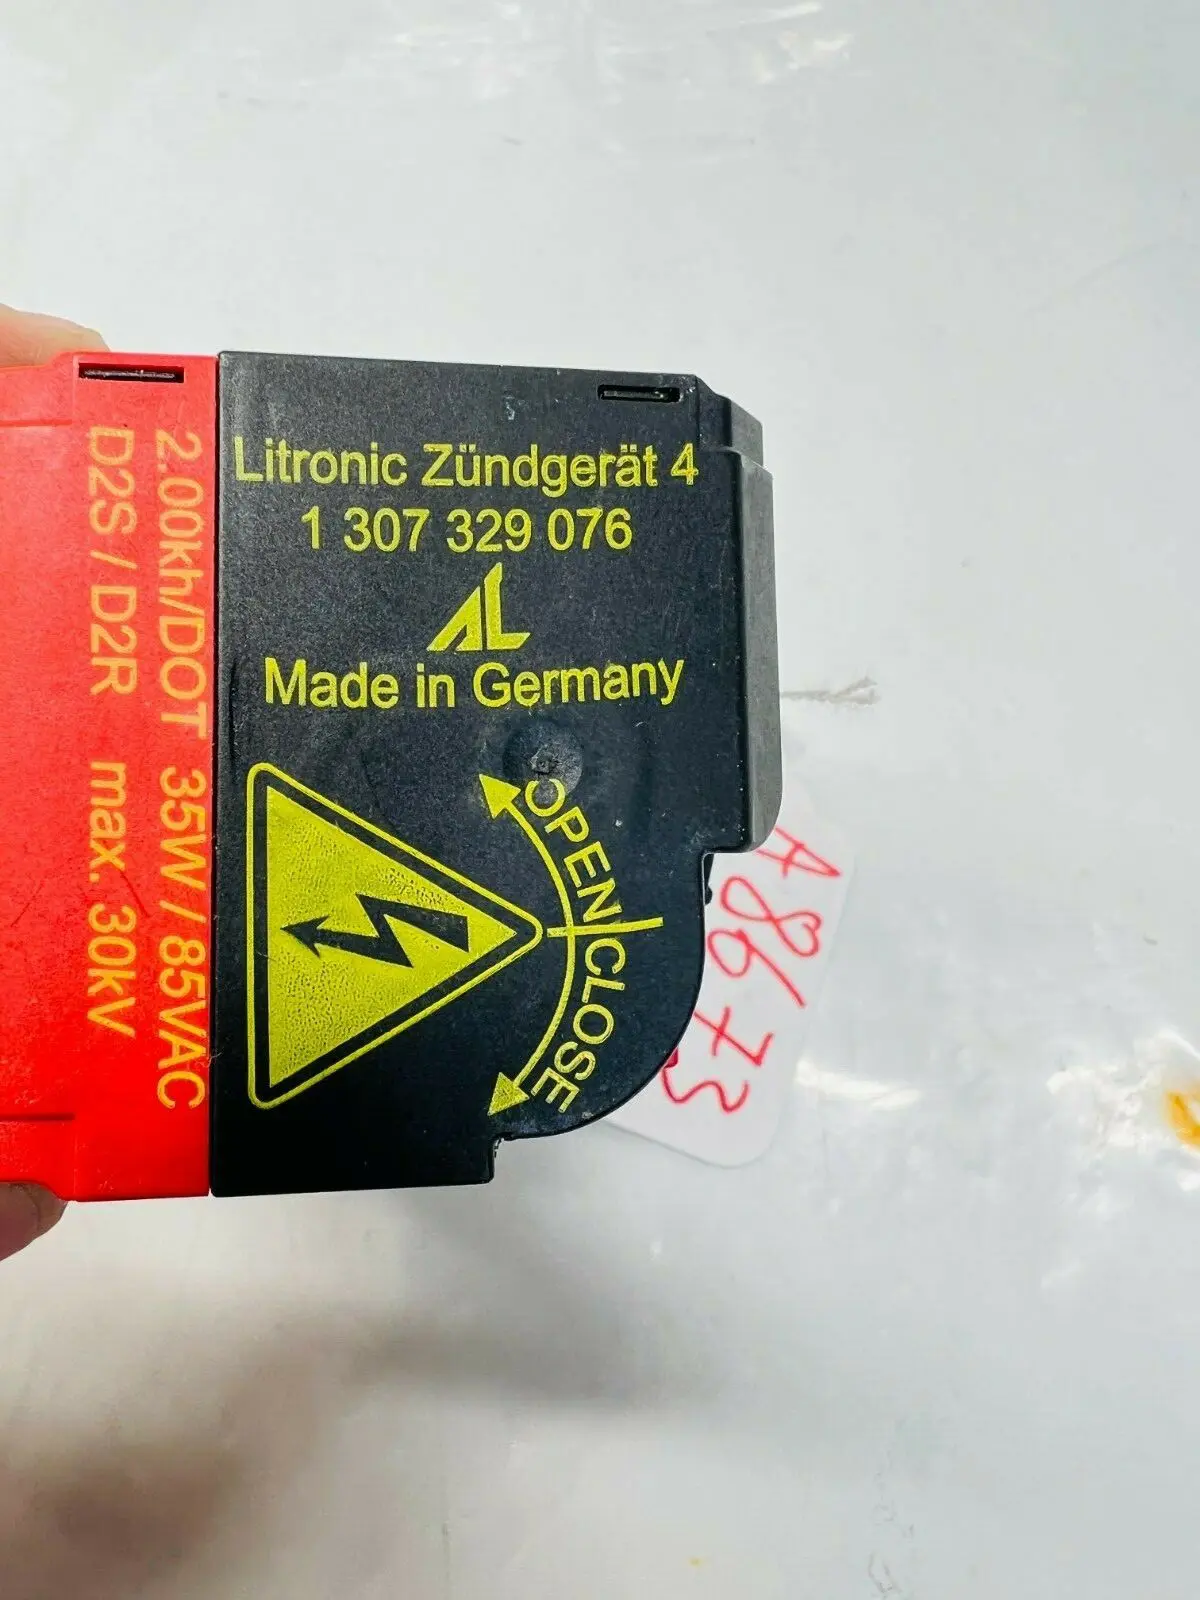 Litronic Zündgerät 4
1 307 329 076
AL
Made in Germany
OPEN/CLOSE
2.00kh/DOT 35W / 85VAC
D2S / D2R max. 30kV
A86733